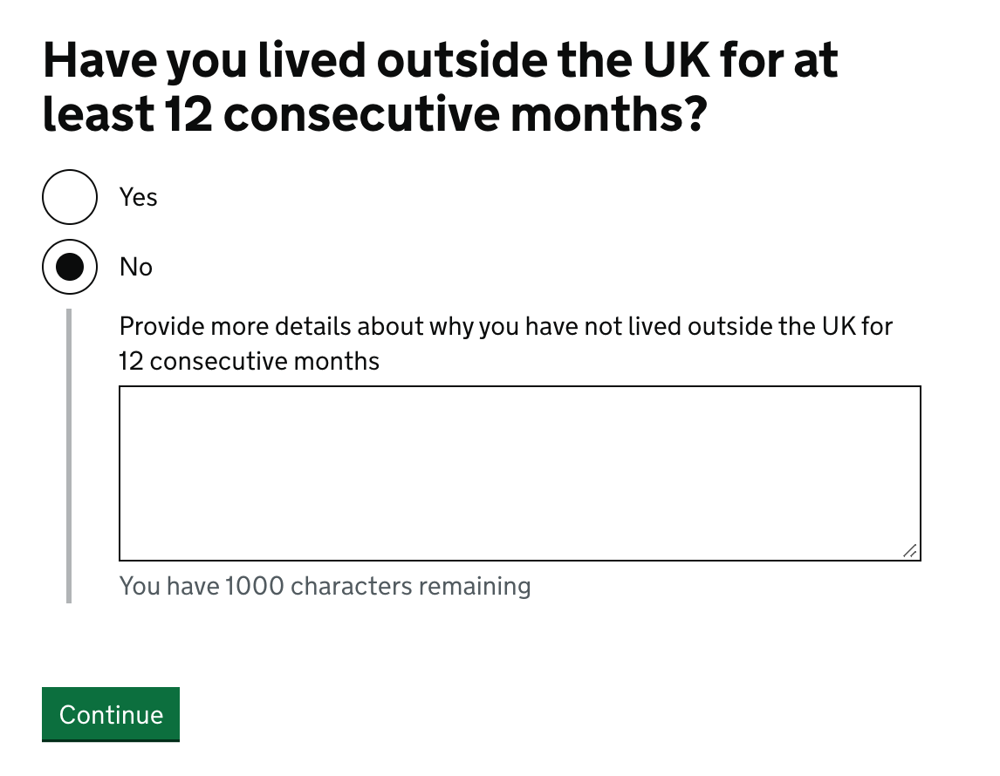 Have you lived outside the UK for at
least 12 consecutive months?
Yes
No
Provide more details about why you have not lived outside the UK for
12 consecutive months
You have 1000 characters remaining
Continue